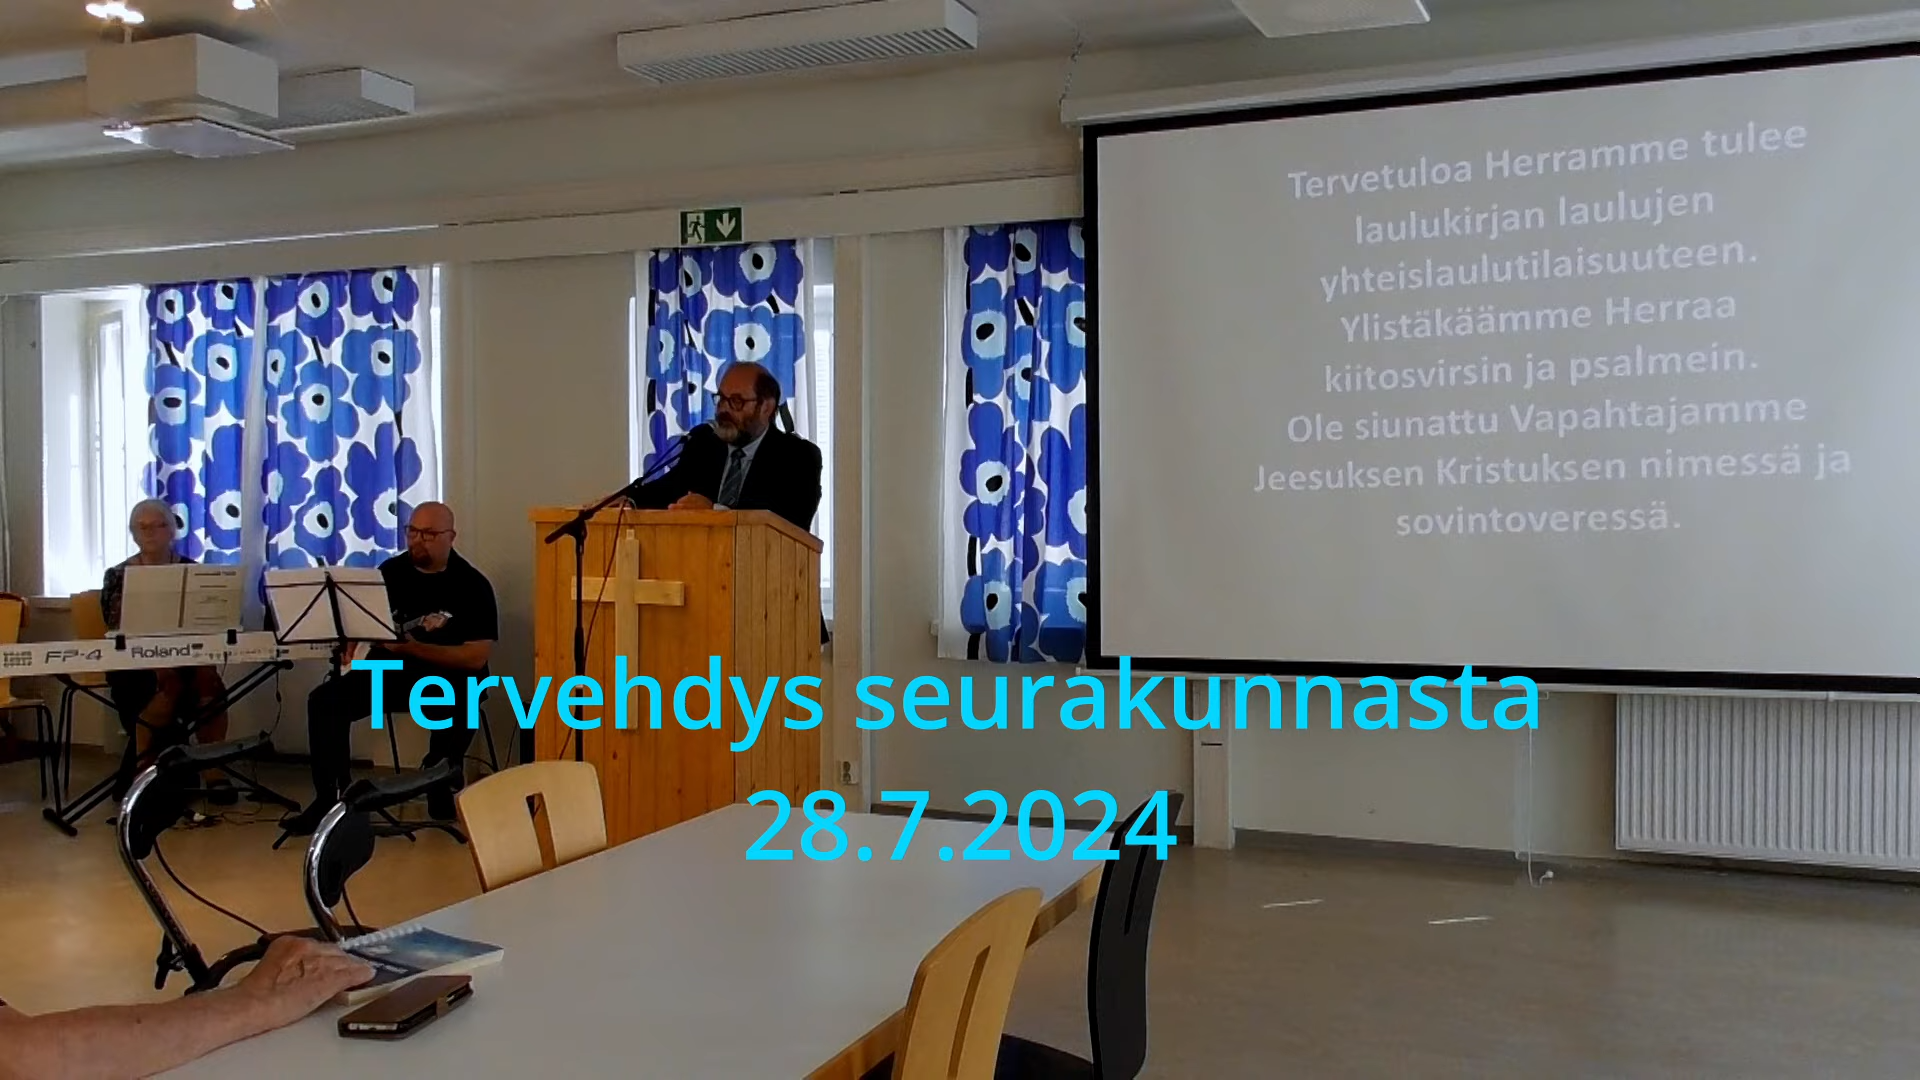 Tervetuloa Herramme tulee
laulukirjan laulujen
yhteislaulutilaisuuteen.
Ylistäkäämme Herraa
kiitosvirsin ja psalmein.
Ole siunattu Vapahtajamme
Jeesuksen Kristuksen nimessä ja
sovintoveressä.
FP-4 Roland
Tervehdys seurakunnasta
28.7.2024